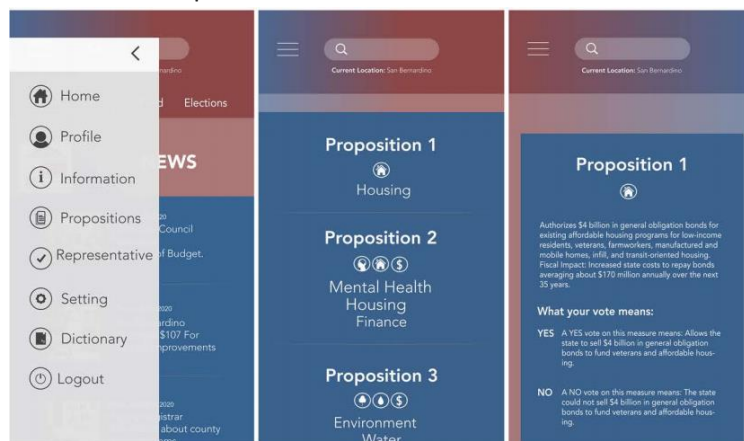 rnardino
Home
d Elections
Profile
EWS
Information
Propositions
2020
Council
Representative
of Budget.
Setting
2020
ardino
$107 For
Dictionary
provements
Logout
istrar
about county
Current Location: San Bernardino
Proposition 1
Housing
Proposition 2
$
Mental Health
Housing
Finance
Proposition 3
$
Environment
Water
Current Location: San Bernardino
Proposition 1
Authorizes $4 billion in general obligation bonds for
existing affordable housing programs for low-income
residents, veterans, farmworkers, manufactured and
mobile homes, infill, and transit-oriented housing.
Fiscal Impact: Increased state costs to repay bonds
averaging about $170 million annually over the next
35 years.
What your vote means:
YES A YES vote on this measure means: Allows the
state to sell $4 billion in general obligation
bonds to fund veterans and affordable hous-
ing.
NO A NO vote on this measure means: The state
could not sell $4 billion in general obligation
bonds to fund veterans and affordable hous-
ing.